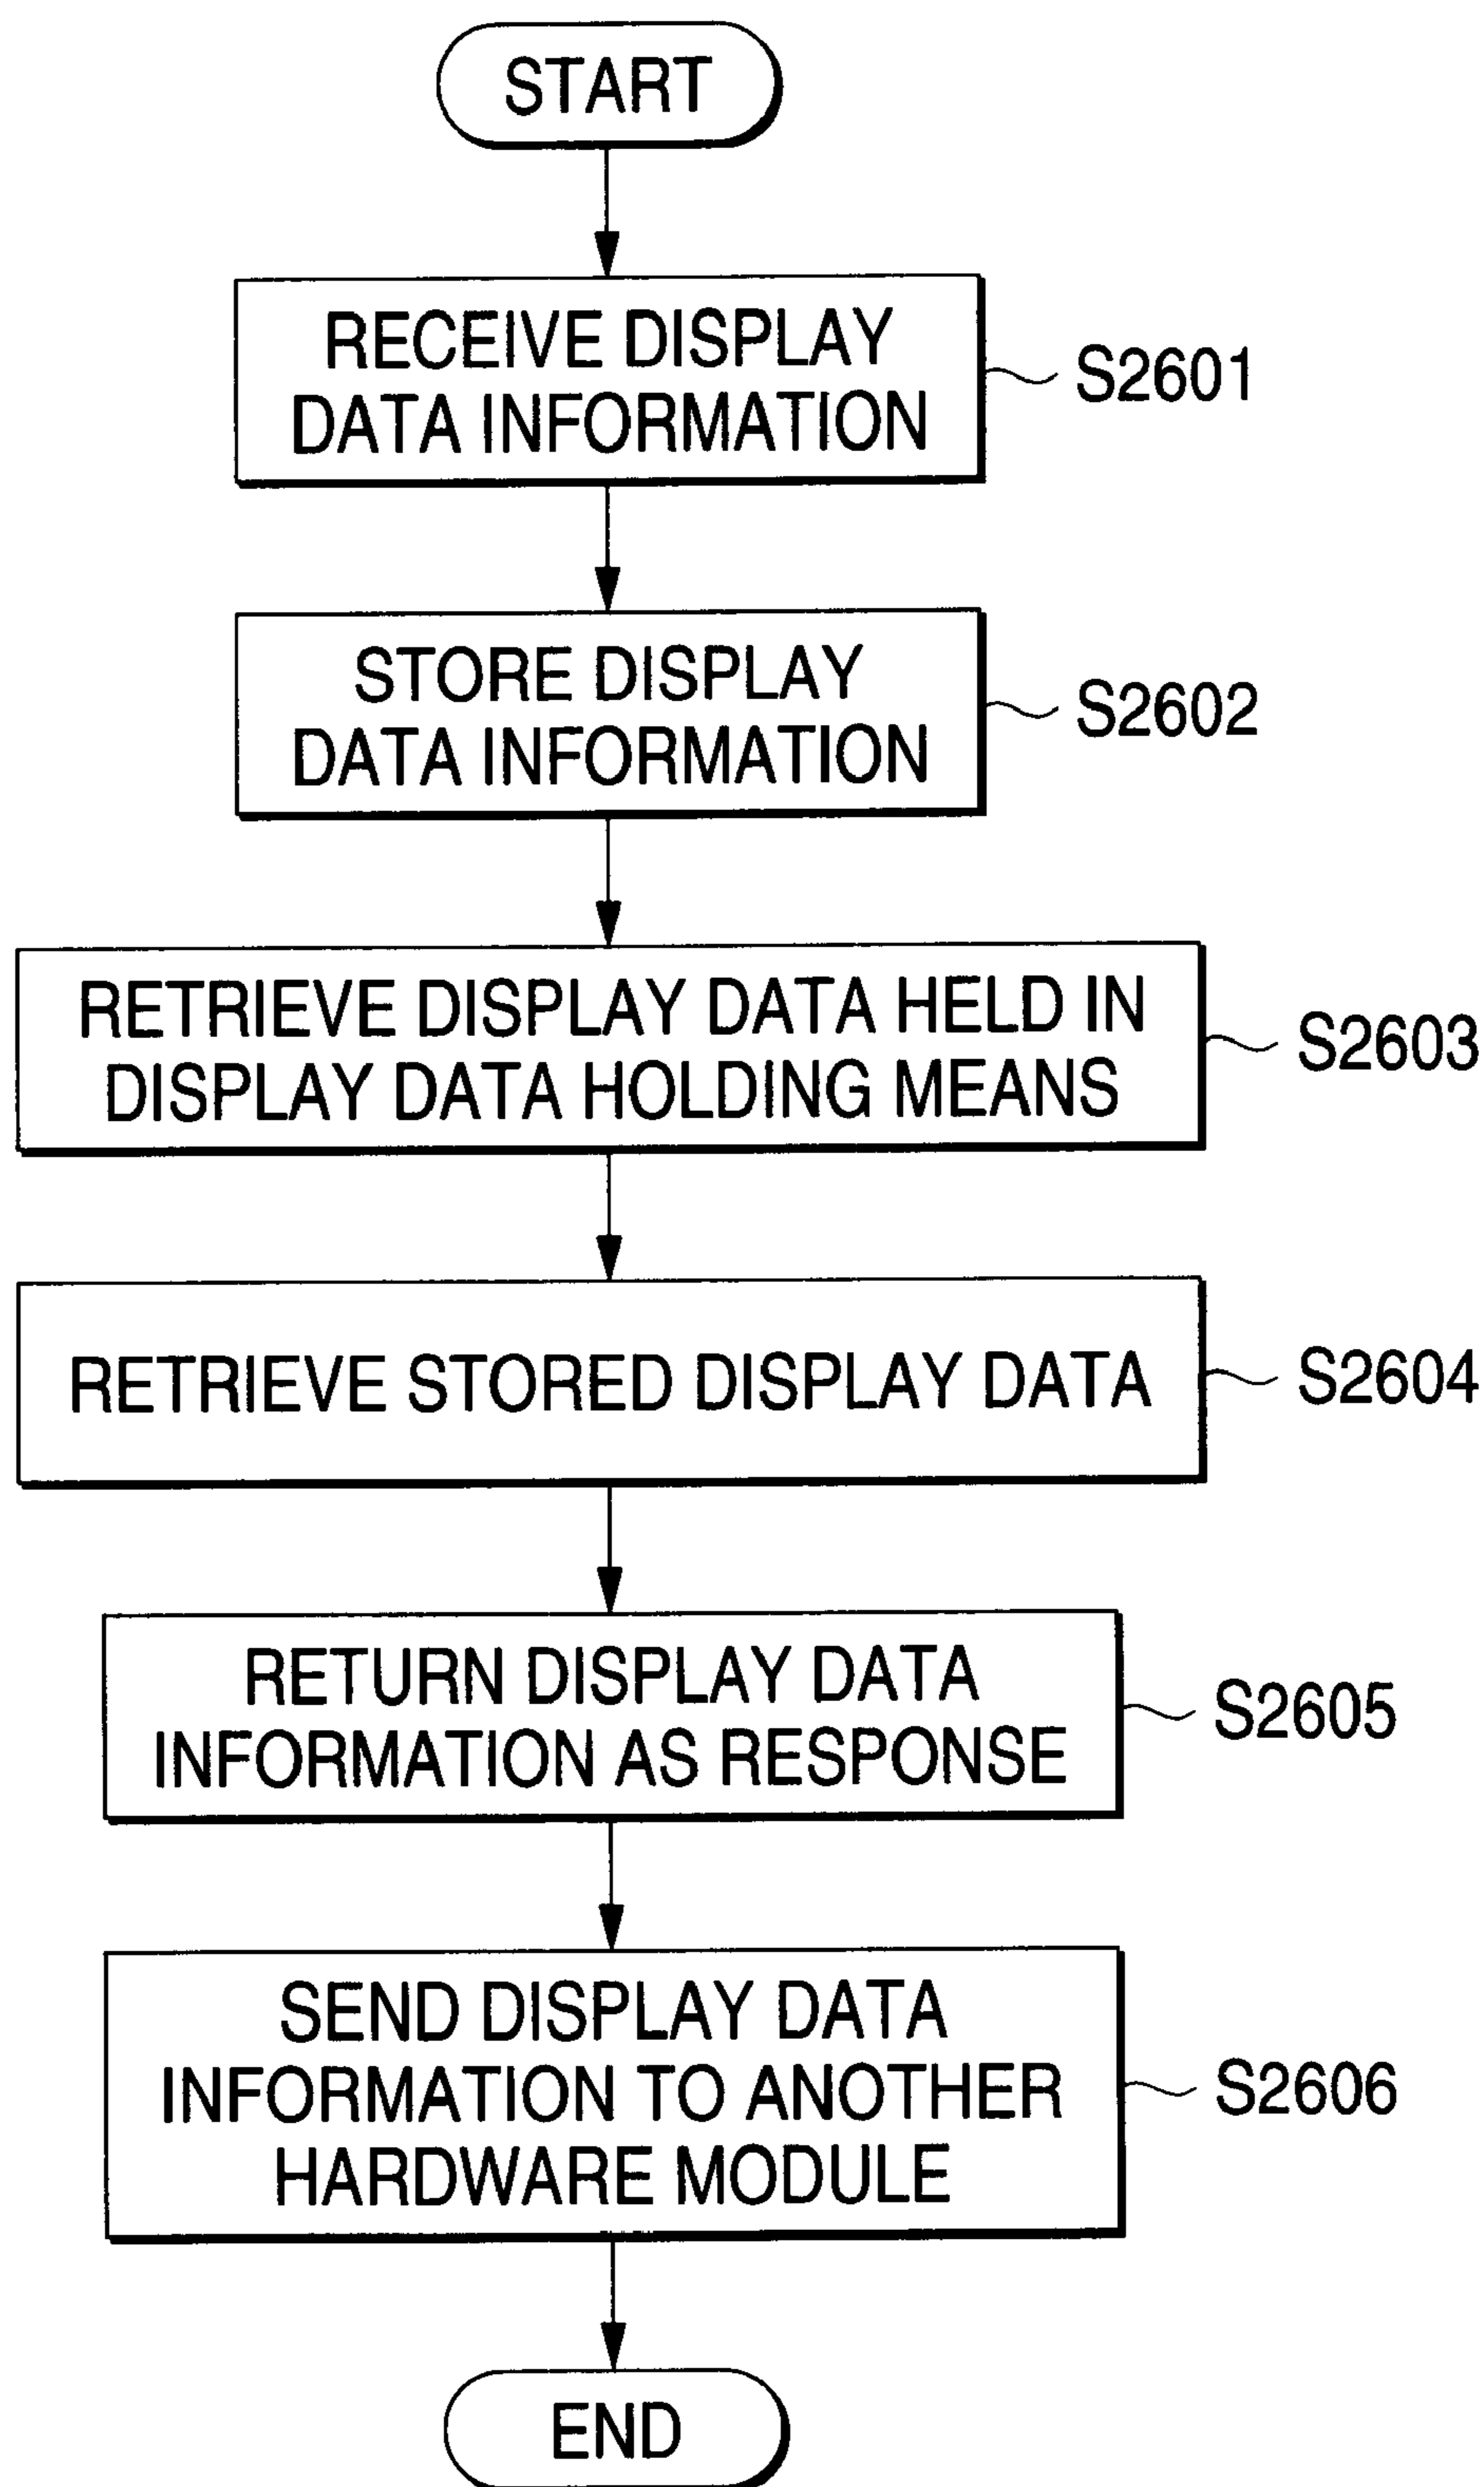 START
RECEIVE DISPLAY
DATA INFORMATION
S2601
STORE DISPLAY
DATA INFORMATION
S2602
RETRIEVE DISPLAY DATA HELD IN
DISPLAY DATA HOLDING MEANS
S2603
RETRIEVE STORED DISPLAY DATA
S2604
RETURN DISPLAY DATA
INFORMATION AS RESPONSE
S2605
SEND DISPLAY DATA
INFORMATION TO ANOTHER
HARDWARE MODULE
S2606
END